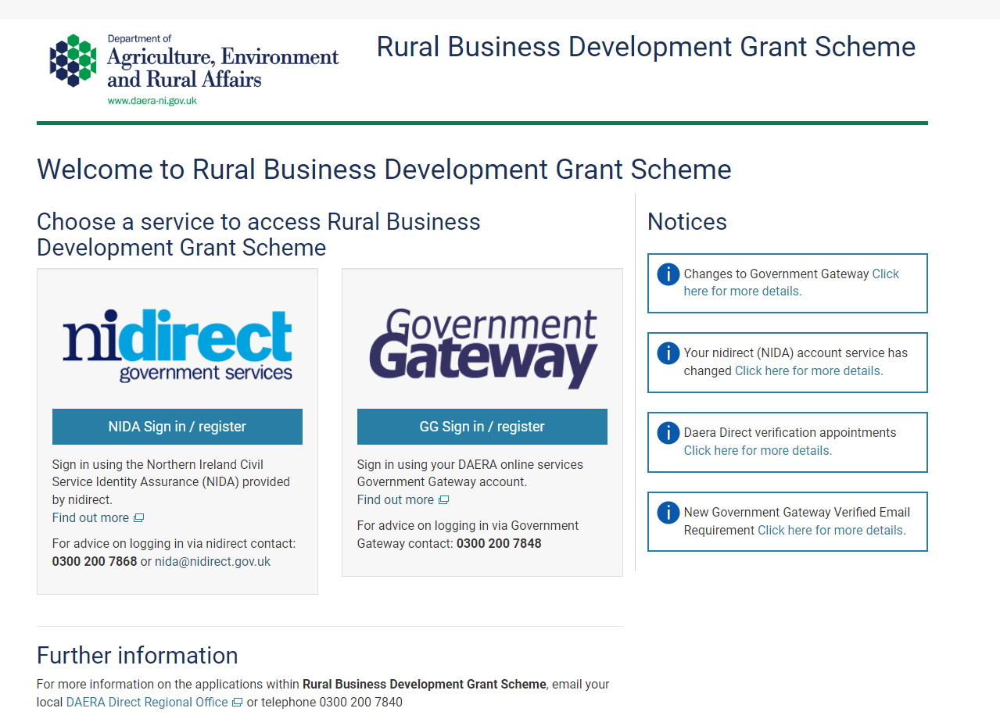 Department of
Agriculture, Environment
and Rural Affairs
www.daera-ni.gov.uk
Rural Business Development Grant Scheme
Welcome to Rural Business Development Grant Scheme
Choose a service to access Rural Business
Development Grant Scheme
nidirect
government services
NIDA Sign in / register
Sign in using the Northern Ireland Civil
Service Identity Assurance (NIDA) provided
by nidirect.
Find out more
For advice on logging in via nidirect contact:
0300 200 7868 or nida@nidirect.gov.uk
Government
Gateway
GG Sign in / register
Sign in using your DAERA online services
Government Gateway account.
Find out more
For advice on logging in via Government
Gateway contact: 0300 200 7848
Notices
Changes to Government Gateway Click
here for more details.
Your nidirect (NIDA) account service has
changed Click here for more details.
Daera Direct verification appointments
Click here for more details.
New Government Gateway Verified Email
Requirement Click here for more details.
Further information
For more information on the applications within Rural Business Development Grant Scheme, email your
local DAERA Direct Regional Office or telephone 0300 200 7840